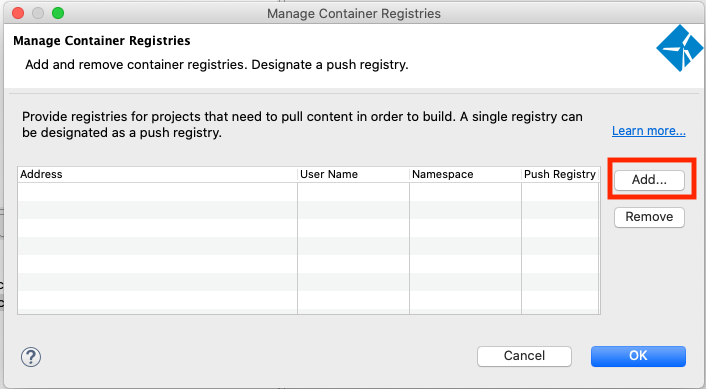 Manage Container Registries
Manage Container Registries
Add and remove container registries. Designate a push registry.
Provide registries for projects that need to pull content in order to build. A single registry can
be designated as a push registry.
Learn more...
Address User Name Namespace Push Registry
Add...
Remove
?
Cancel OK